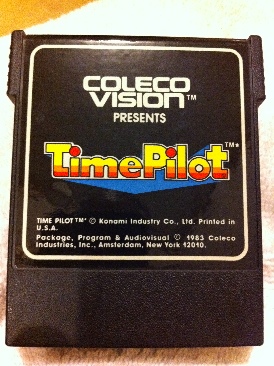 COLECO
VISION™
PRESENTS
TimePilot™*
TIME PILOT™* © Konami Industry Co., Ltd. Printed in
U.S.A.
Package, Program & Audiovisual © 1983 Coleco
Industries, Inc., Amsterdam, New York 12010.